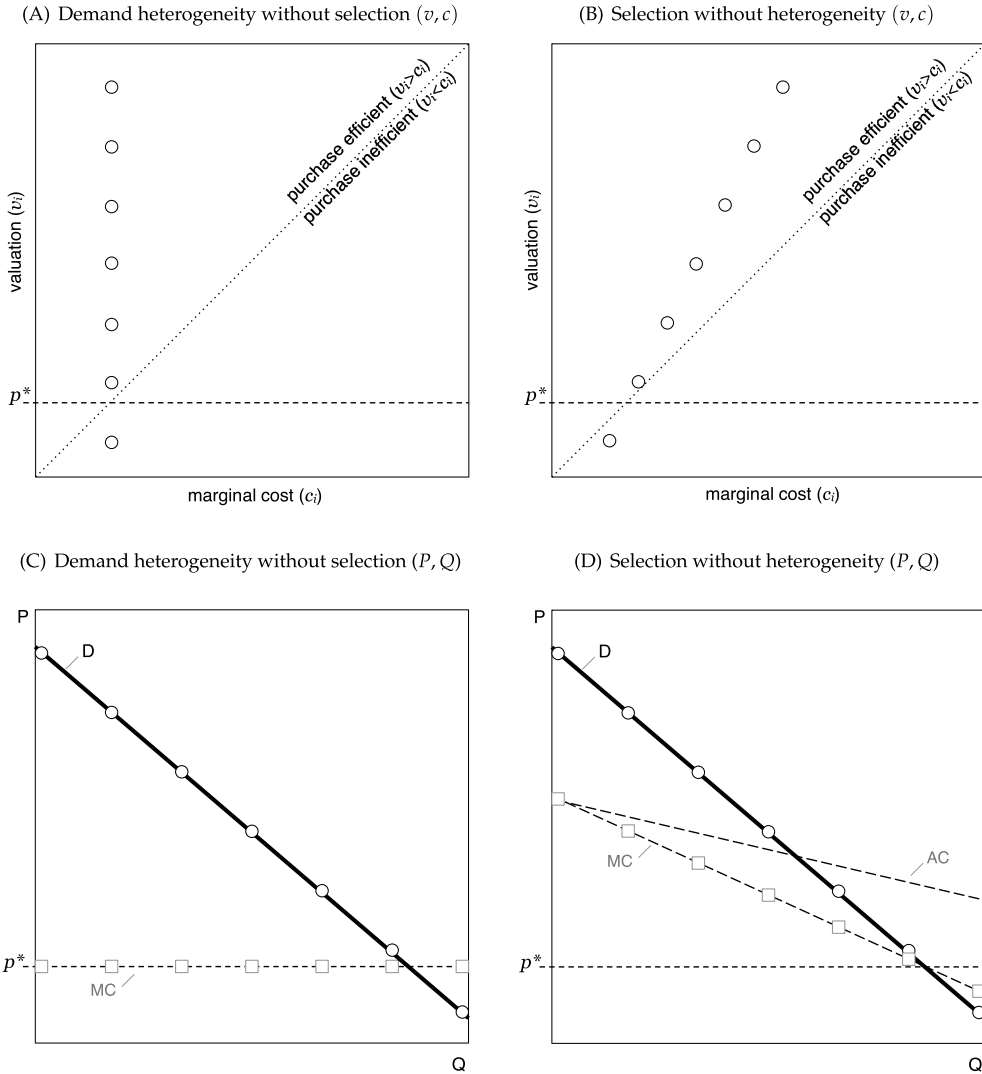 (A) Demand heterogeneity without selection (v, c)
(B) Selection without heterogeneity (v, c)
purchase efficient (vᵢ>cᵢ)
purchase inefficient (vᵢ<cᵢ)
purchase efficient (vᵢ>cᵢ)
purchase inefficient (vᵢ<cᵢ)
valuation (vᵢ)
valuation (vᵢ)
p*
p*
marginal cost (cᵢ)
marginal cost (cᵢ)
(C) Demand heterogeneity without selection (P, Q)
(D) Selection without heterogeneity (P, Q)
P
D
p*
MC
Q
P
D
MC
AC
p*
Q